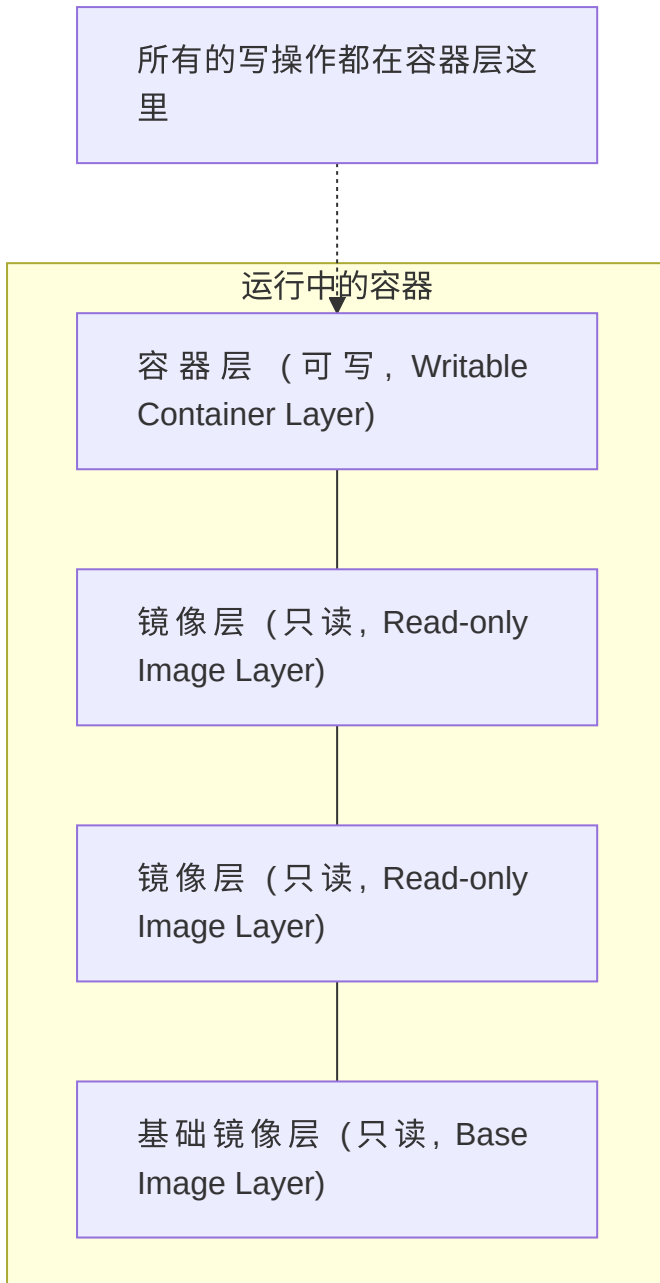 所有的写操作都在容器层这
里
运行中的容器
容器层 (可写, Writable
Container Layer)
镜像层 (只读, Read-only
Image Layer)
镜像层 (只读, Read-only
Image Layer)
基础镜像层 (只读, Base
Image Layer)